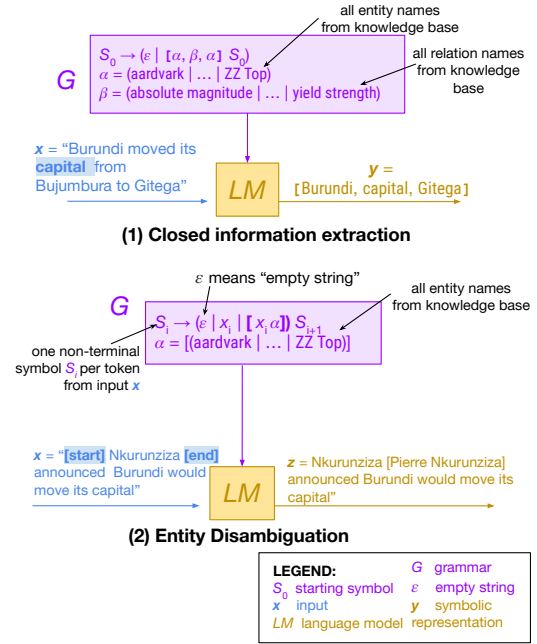 all entity names
from knowledge base
all relation names
from knowledge
base
G
S₀ → (ε | [α, β, α] S₀)
α = (aardvark | ... | ZZ Top)
β = (absolute magnitude | ... | yield strength)
x = “Burundi moved its
capital from
Bujumbura to Gitega”
LM
y =
[Burundi, capital, Gitega]
(1) Closed information extraction
ε means “empty string”
all entity names
from knowledge base
G
Sᵢ → (ε | xᵢ | [ xᵢ α]) Sᵢ₊₁
α = [(aardvark | ... | ZZ Top)]
one non-terminal
symbol Sᵢ per token
from input x
x = “[start] Nkurunziza [end]
announced Burundi would
move its capital”
LM
z = Nkurunziza [Pierre Nkurunziza]
announced Burundi would move its
capital”
(2) Entity Disambiguation
LEGEND:
G grammar
S₀ starting symbol
ε empty string
x input
y symbolic
LM language model representation